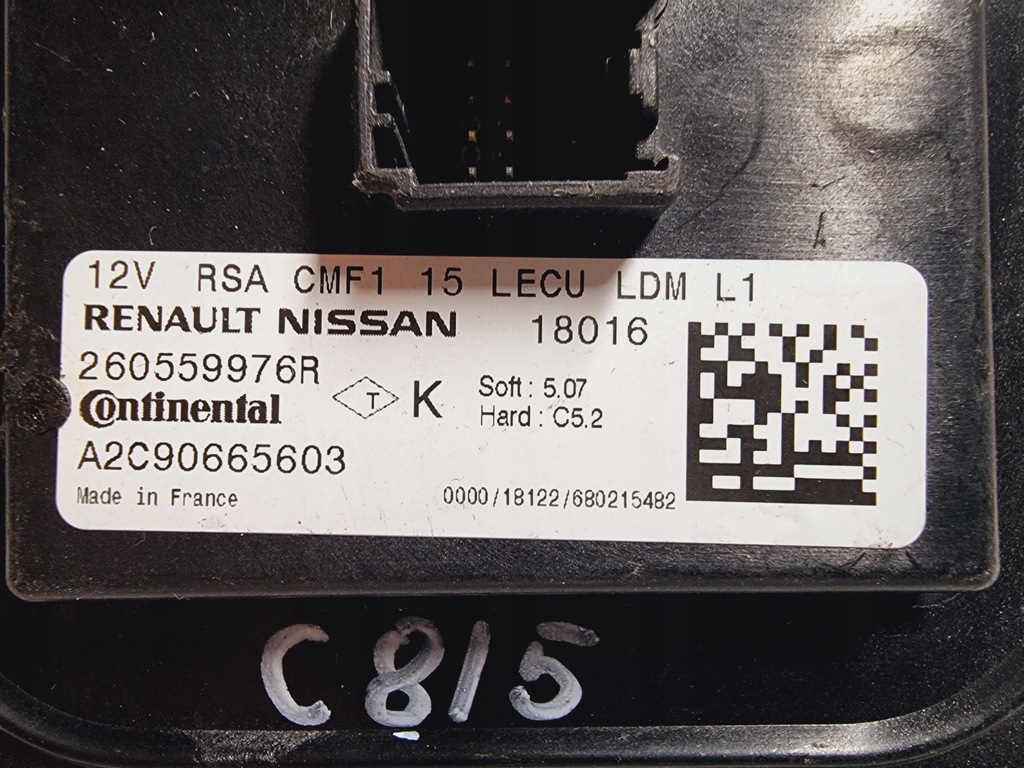 12V RSA CMF1 15 LECU LDM L1
RENAULT NISSAN 18016
260559976R
Continental T K Soft : 5.07
Hard : C5.2
A2C90665603
Made in France 0000/18122/680215482
C815